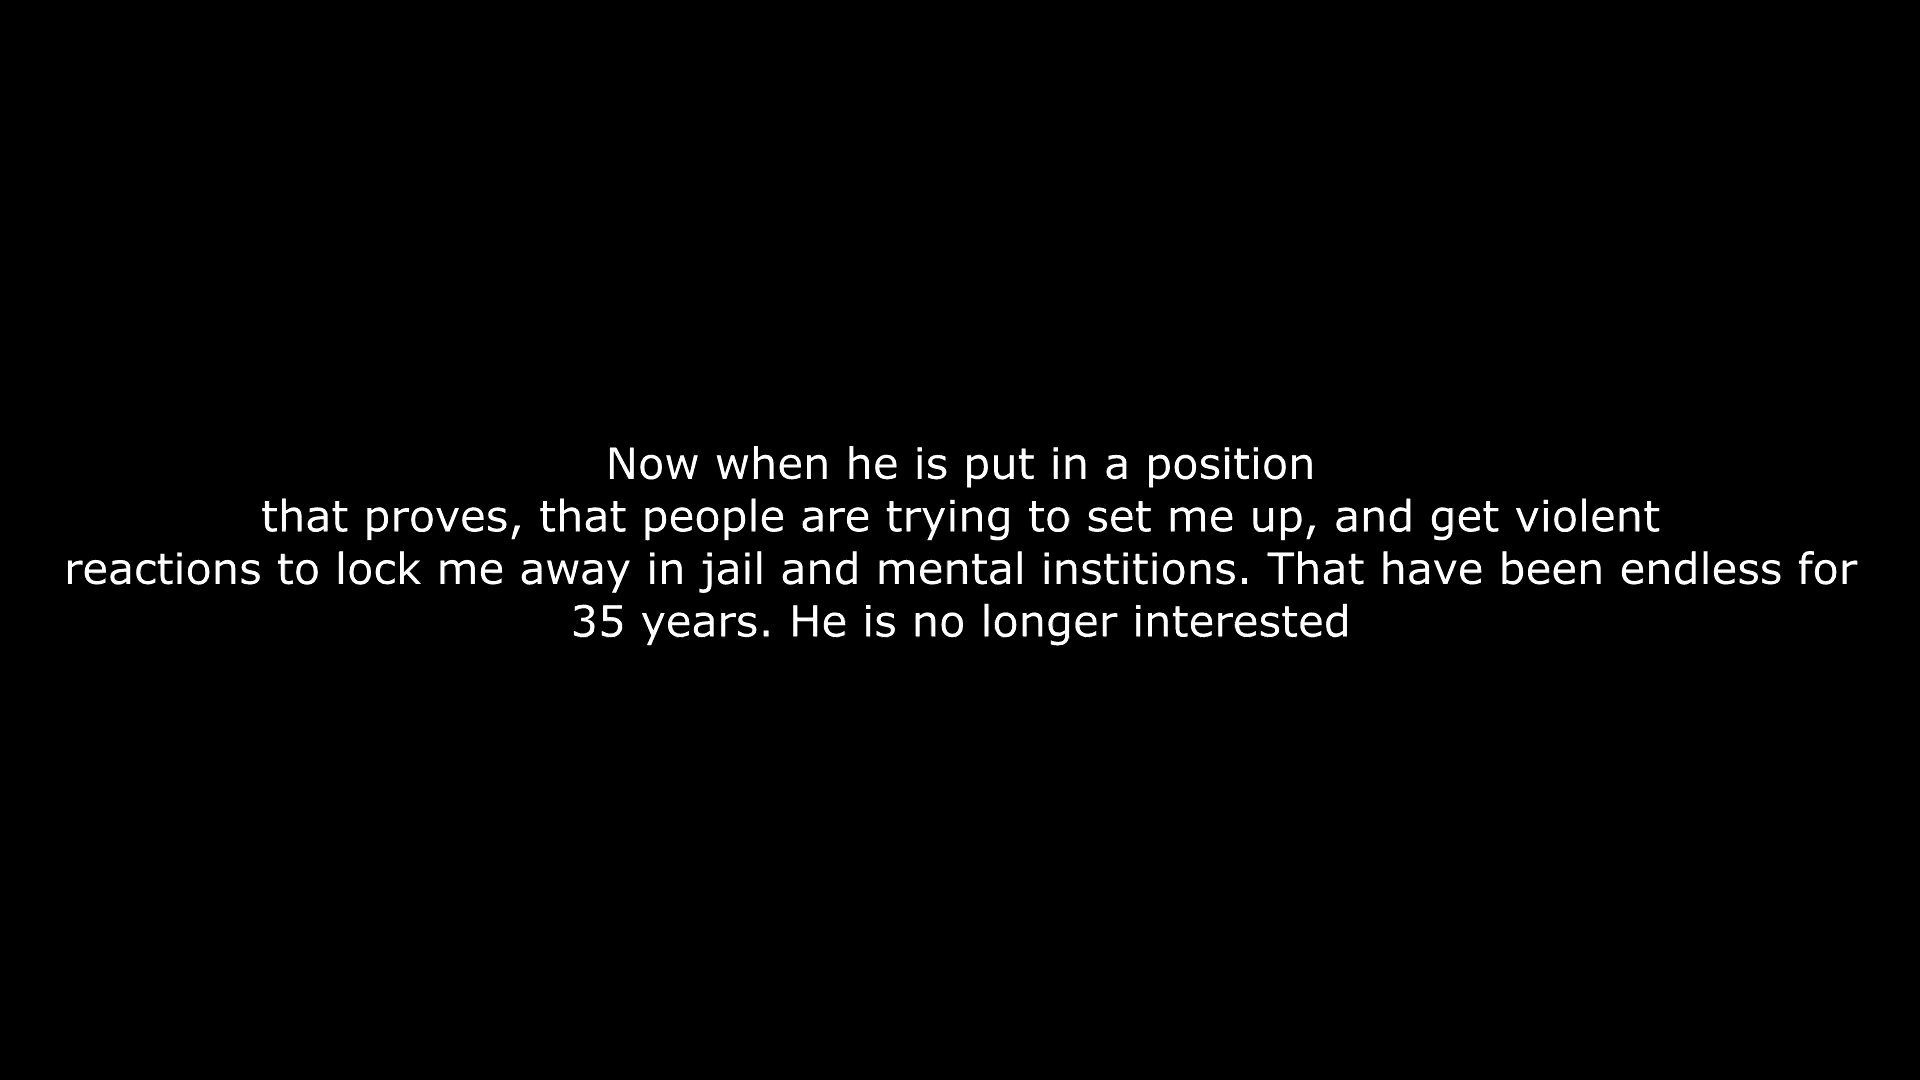 Now when he is put in a position
that proves, that people are trying to set me up, and get violent
reactions to lock me away in jail and mental institions. That have been endless for
35 years. He is no longer interested